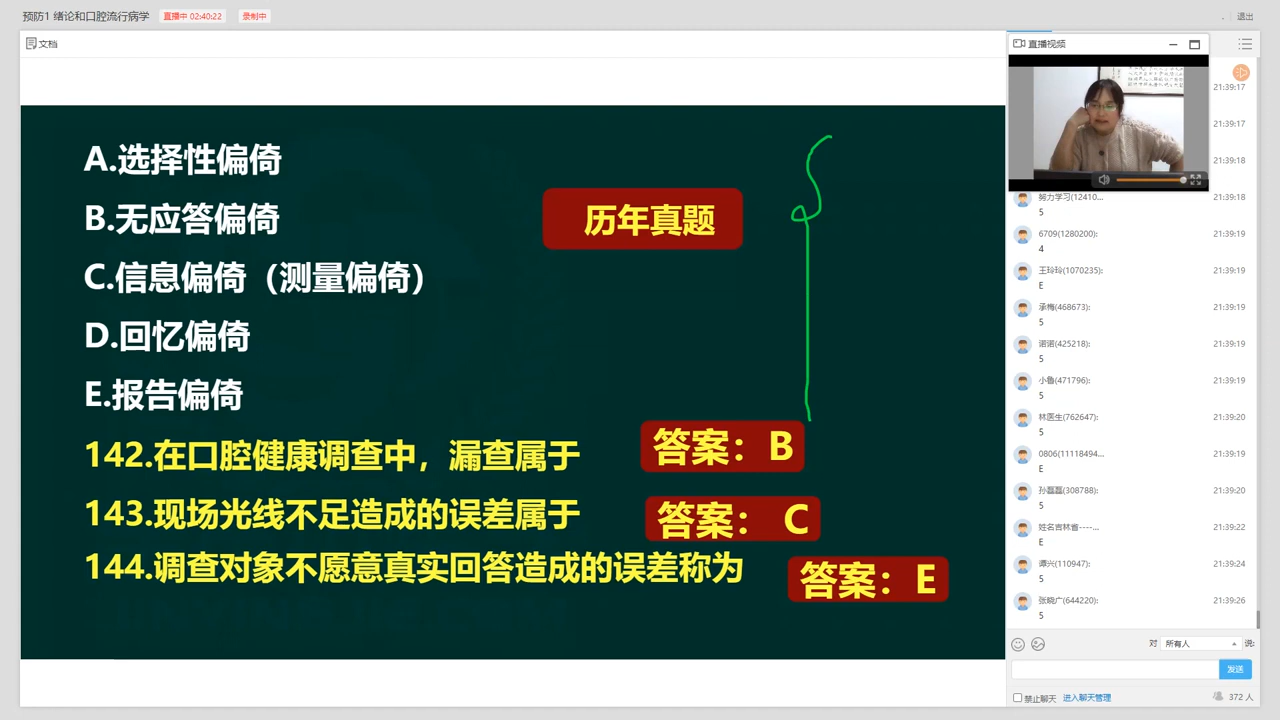 预防1 绪论和口腔流行病学 直播中 02:40:22 录制中 退出
文档
直播视频
A.选择性偏倚
B.无应答偏倚
历年真题
C.信息偏倚（测量偏倚）
D.回忆偏倚
E.报告偏倚
142.在口腔健康调查中，漏查属于
答案：B
143.现场光线不足造成的误差属于
答案： C
144.调查对象不愿意真实回答造成的误差称为
答案：E
21:39:17
21:39:17
21:39:18
努力学习(12410... 21:39:18
5
6709(1280200): 21:39:19
4
王玲玲(1070235): 21:39:19
E
承梅(468673): 21:39:19
5
诺诺(425218): 21:39:19
5
小鲁(471796): 21:39:19
5
林医生(762647): 21:39:20
5
0806(11118494... 21:39:19
E
孙磊磊(308788): 21:39:20
5
姓名吉林省----... 21:39:22
E
谭兴(110947): 21:39:24
5
张晓广(644220): 21:39:26
5
对 所有人 说:
发送
禁止聊天 进入聊天管理 372 人